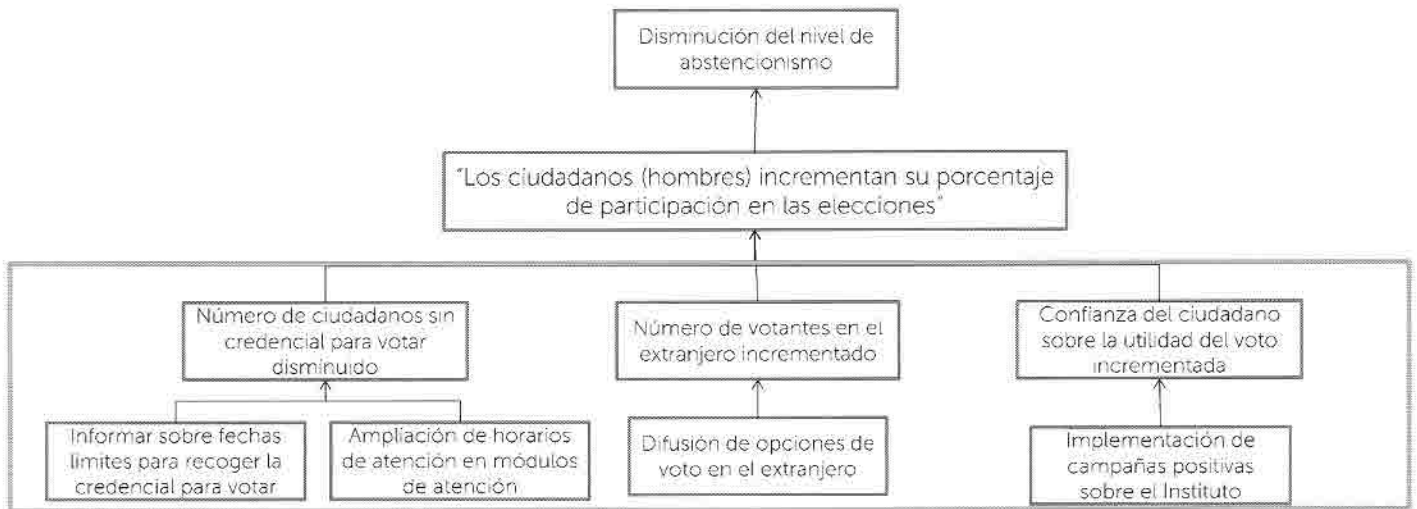 Disminución del nivel de
abstencionismo
"Los ciudadanos (hombres) incrementan su porcentaje
de participación en las elecciones"
Número de ciudadanos sin
credencial para votar
disminuido
Número de votantes en el
extranjero incrementado
Confianza del ciudadano
sobre la utilidad del voto
incrementada
Informar sobre fechas
límites para recoger la
credencial para votar
Ampliación de horarios
de atención en módulos
de atención
Difusión de opciones de
voto en el extranjero
Implementación de
campañas positivas
sobre el Instituto